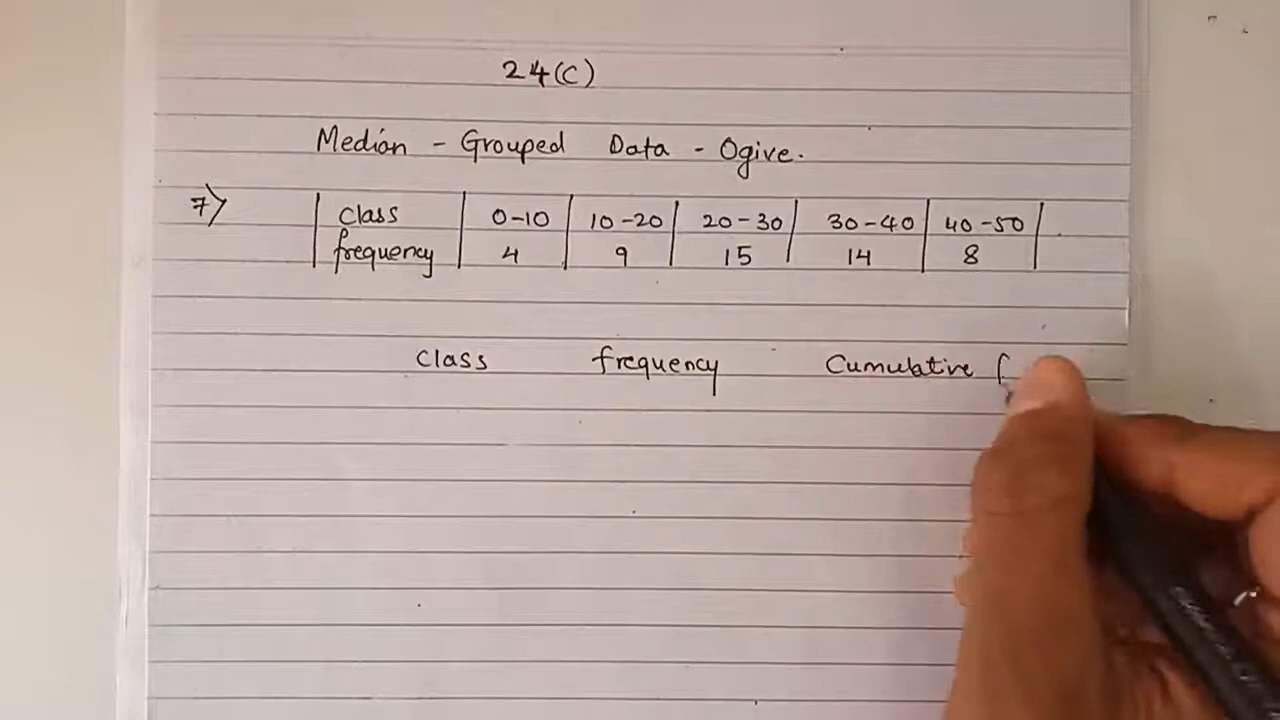 24(C)
Median - Grouped Data - Ogive.
7)
class 0-10 10-20 20-30 30-40 40-50
frequency 4 9 15 14 8
class frequency Cumulative f